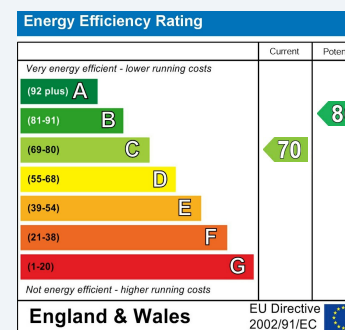 Energy Efficiency Rating
Current
Very energy efficient - lower running costs
(92 plus) A
(81-91) B
(69-80) C
70
(55-68) D
(39-54) E
(21-38) F
(1-20) G
Not energy efficient - higher running costs
England & Wales
EU Directive
2002/91/EC